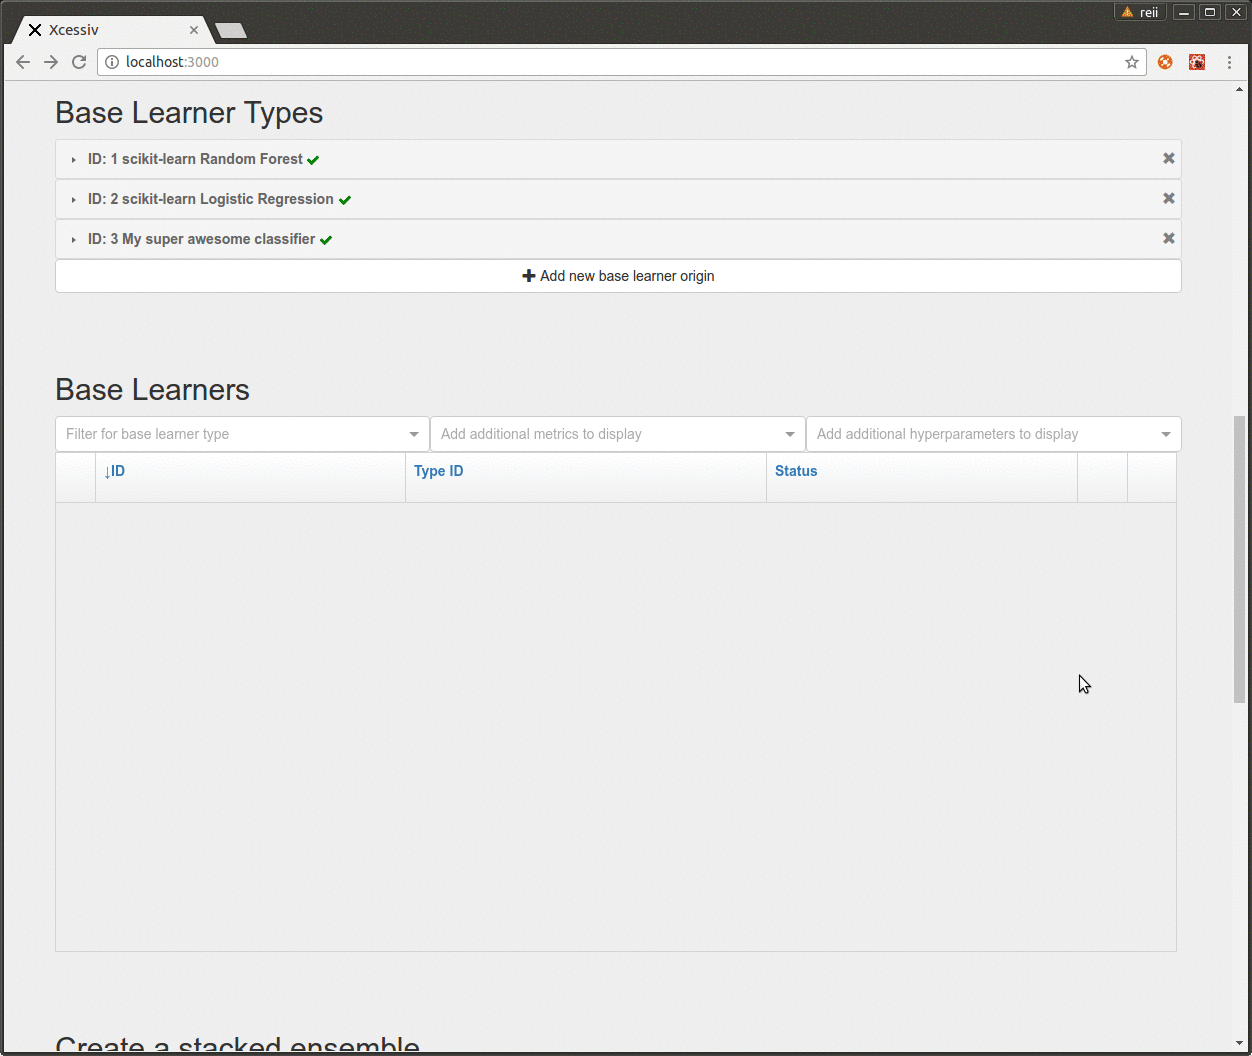 reii
Xcessiv
localhost:3000
Base Learner Types
ID: 1 scikit-learn Random Forest
ID: 2 scikit-learn Logistic Regression
ID: 3 My super awesome classifier
Add new base learner origin
Base Learners
Filter for base learner type Add additional metrics to display Add additional hyperparameters to display
↓ID Type ID Status
Create a stacked ensemble